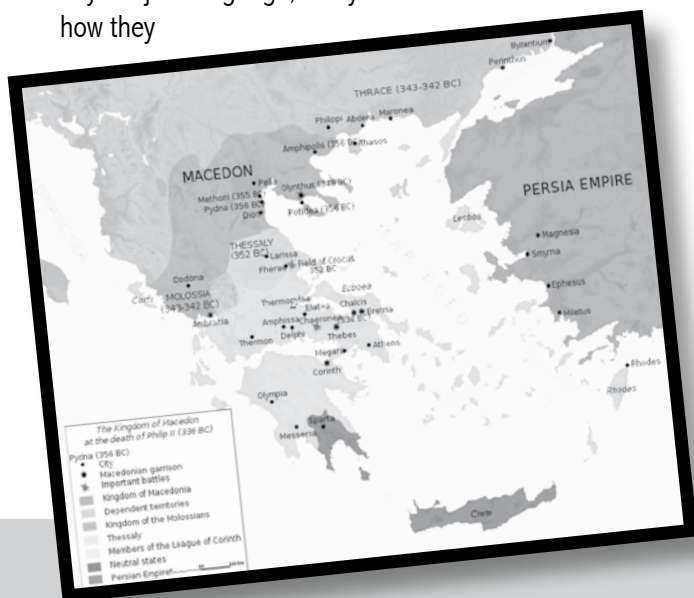 how they
Byzantium
Perinthus
THRACE (343-342 BC)
Philippi Abdera Maronea
Amphipolis (356 BC)
Thasos
MACEDON
Pella
Methoni (355 BC)
Olynthus (348 BC)
Pydna (356 BC)
Potidea (356 BC)
Dion
PERSIA EMPIRE
Lesbos
THESSALY
(352 BC)
Larissa
Pherae
Field of Crocus
352 BC
Magnesia
Smyrna
Dodona
Corfu
MOLOSSIA
(343-342 BC)
Ambracia
Euboea
Thermopylae
Elatea
Chalcis
Eretria
Amphissa
Chaeronea
(338 BC)
Delphi
Thebes
Thermon
Ephesus
Miletus
Megara
Athens
Corinth
Rhodes
Rhodes
Olympia
Sparta
Messenia
Crete
The Kingdom of Macedon
at the death of Philip II (336 BC)
Pydna (356 BC)
City
Macedonian garrison
Important battles
Kingdom of Macedonia
Dependent territories
Kingdom of the Molossians
Thessaly
Members of the League of Corinth
Neutral states
Persian Empire